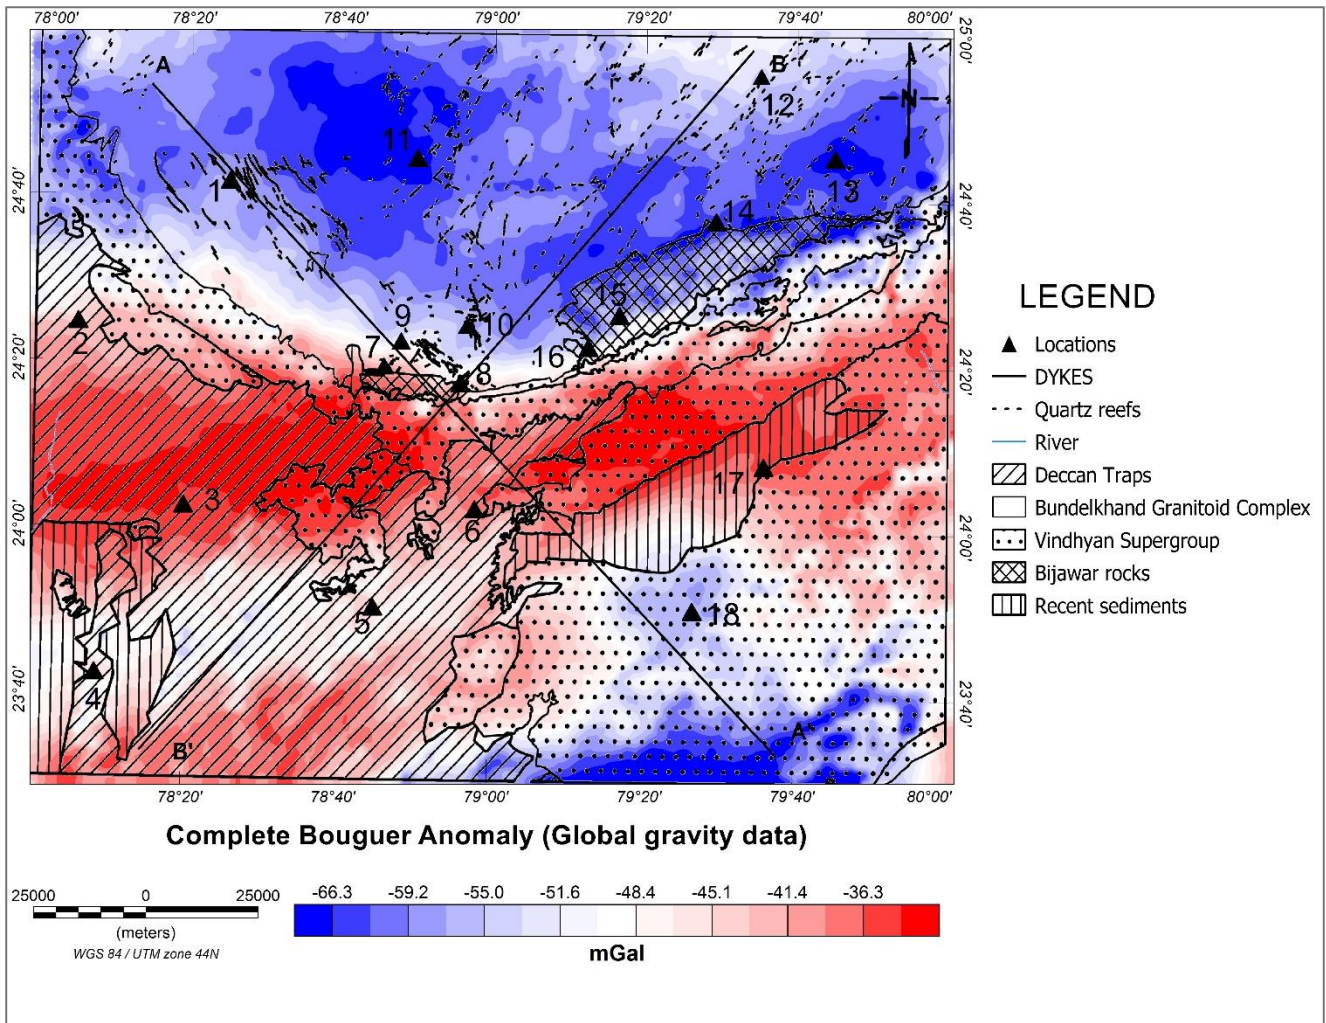 78°00' 78°20' 78°40' 79°00' 79°20' 79°40' 80°00'
25°00'
A B
12
N
11
1
13
24°40' 24°40'
14
2
9 10 15
7 16
8
24°20' 24°20'
17
3
6
24°00' 24°00'
5 18
4
23°40' 23°40'
A'
B'
78°20' 78°40' 79°00' 79°20' 79°40' 80°00'
Complete Bouguer Anomaly (Global gravity data)
25000 0 25000
(meters)
WGS 84 / UTM zone 44N
-66.3 -59.2 -55.0 -51.6 -48.4 -45.1 -41.4 -36.3
mGal
LEGEND
Locations
DYKES
Quartz reefs
River
Deccan Traps
Bundelkhand Granitoid Complex
Vindhyan Supergroup
Bijawar rocks
Recent sediments